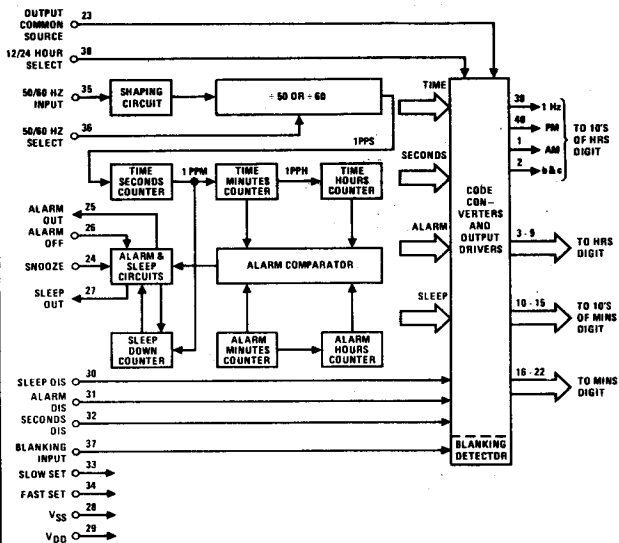 OUTPUT
COMMON
SOURCE
23
12/24 HOUR
SELECT
38
50/60 HZ
INPUT
35
SHAPING
CIRCUIT
÷ 50 OR ÷ 60
50/60 HZ
SELECT
36
1PPS
TIME
SECONDS
COUNTER
1 PPM
TIME
MINUTES
COUNTER
1PPH
TIME
HOURS
COUNTER
ALARM
OUT
25
ALARM
OFF
26
SNOOZE
24
SLEEP
OUT
27
ALARM &
SLEEP
CIRCUITS
ALARM COMPARATOR
SLEEP
DOWN
COUNTER
ALARM
MINUTES
COUNTER
ALARM
HOURS
COUNTER
SLEEP DIS
30
ALARM
DIS
31
SECONDS
DIS
32
BLANKING
INPUT
37
SLOW SET
33
FAST SET
34
VSS
28
VDD
29
TIME
SECONDS
ALARM
SLEEP
CODE
CON-
VERTERS
AND
OUTPUT
DRIVERS
BLANKING
DETECTOR
39
1 Hz
40
PM
1
AM
2
b&c
TO 10'S
OF HRS
DIGIT
3 - 9
TO HRS
DIGIT
10 - 15
TO 10'S
OF MINS
DIGIT
16 - 22
TO MINS
DIGIT